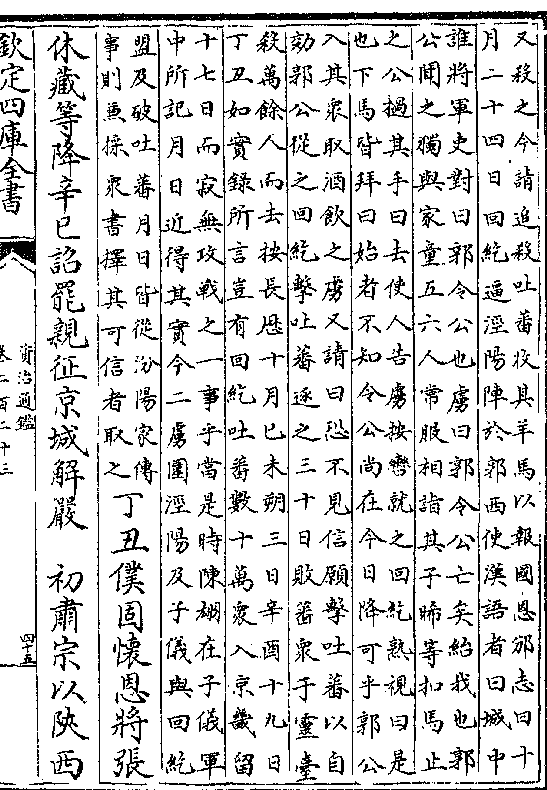 又殺之今請追殺吐蕃收其羊馬以報國恩邠志曰十
月二十四日回紇逼涇陽陣於郭西使漢語者曰城中
誰將軍吏對曰郭令公也虜曰郭令公亡矣紿我也郭
公聞之獨與家童五六人常服相詣其子晞等扣馬止
之公撾其手曰去使人告虜按轡就之回紇熟視曰是
也下馬皆拜曰始者不知令公尚在今日降可乎郭公
入其衆取酒飲之虜又請曰恐不見信願擊吐蕃以自
効郭公從之回紇擊吐蕃逐之三十日敗蕃衆于靈臺
殺萬餘人而去按長歴十月己未朔三日辛酉十九日
丁丑如實錄所言豈有回紇吐蕃數十萬衆入京畿留
十七日而寂無攻戰之一事乎當是時陳翃在子儀軍
中所記月日近得其實今二虜圍涇陽及子儀與回紇
盟及破吐蕃月日皆從汾陽家傳
事則兼採衆書擇其可信者取之
丁丑僕固懷恩將張
休藏等降辛巳詔罷親征京城解嚴 初肅宗以陝西
欽定四庫全書
資治通鑑
卷二百二十三
四十五